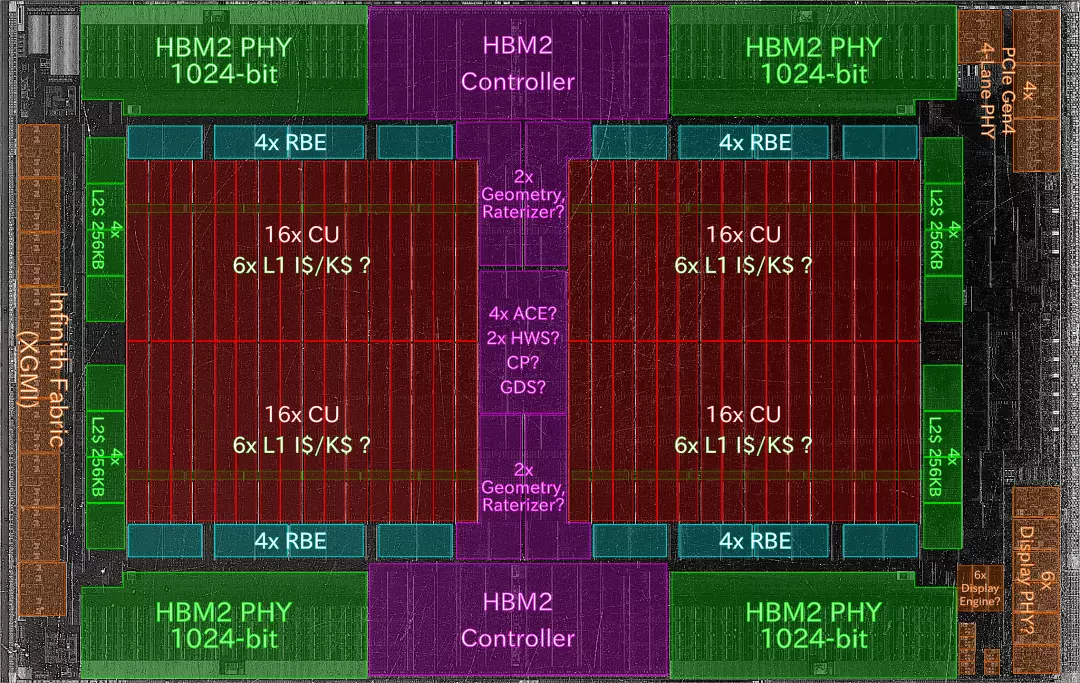 HBM2 PHY
1024-bit
HBM2
Controller
HBM2 PHY
1024-bit
PCIe Gen4
4-Lane PHY
4x
4x RBE
4x RBE
2x
Geometry,
Raterizer?
4x
L2$ 256KB
16x CU
6x L1 I$/K$ ?
16x CU
6x L1 I$/K$ ?
4x
L2$ 256KB
Infinith Fabric
(XGMI)
4x ACE?
2x HWS?
CP?
GDS?
4x
L2$ 256KB
16x CU
6x L1 I$/K$ ?
16x CU
6x L1 I$/K$ ?
4x
L2$ 256KB
2x
Geometry,
Raterizer?
4x RBE
4x RBE
6x
Display PHY?
6x
Display
Engine?
HBM2 PHY
1024-bit
HBM2
Controller
HBM2 PHY
1024-bit